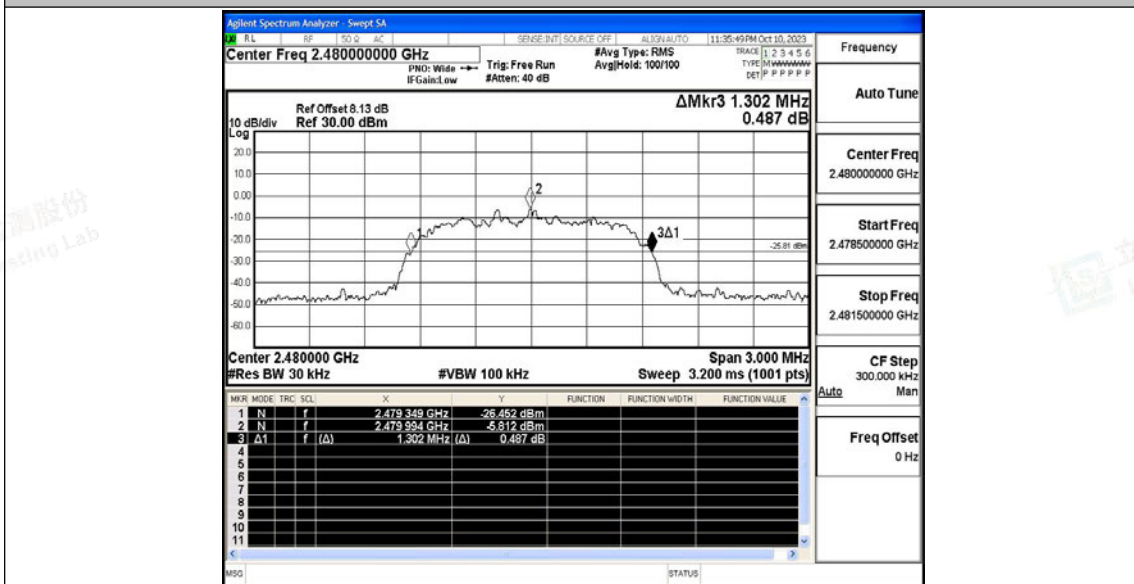 Agilent Spectrum Analyzer - Swept SA
RL RF 50 Ω AC SENSE:INT SOURCE OFF ALIGN AUTO 11:35:49 PM Oct 10, 2023
Center Freq 2.480000000 GHz
PNO: Wide
IFGain:Low
Trig: Free Run
#Atten: 40 dB
#Avg Type: RMS
Avg|Hold: 100/100
TRACE 1 2 3 4 5 6
TYPE M W W W W W
DET P P P P P P
Frequency
Auto Tune
Center Freq
2.480000000 GHz
Start Freq
2.478500000 GHz
Stop Freq
2.481500000 GHz
CF Step
300.000 kHz
Auto Man
Freq Offset
0 Hz
Ref Offset 8.13 dB
10 dB/div Ref 30.00 dBm
Log
ΔMkr3 1.302 MHz
0.487 dB
20.0
10.0
0.00
-10.0
-20.0
-30.0
-40.0
-50.0
-60.0
1
2
3Δ1
-25.81 dBm
Center 2.480000 GHz Span 3.000 MHz
#Res BW 30 kHz #VBW 100 kHz Sweep 3.200 ms (1001 pts)
MKR MODE TRC SCL X Y FUNCTION FUNCTION WIDTH FUNCTION VALUE
1 N f 2.479 349 GHz -26.452 dBm
2 N f 2.479 994 GHz -5.812 dBm
3 Δ1 f (Δ) 1.302 MHz (Δ) 0.487 dB
4
5
6
7
8
9
10
11
MSG STATUS
股份
sting Lab
立